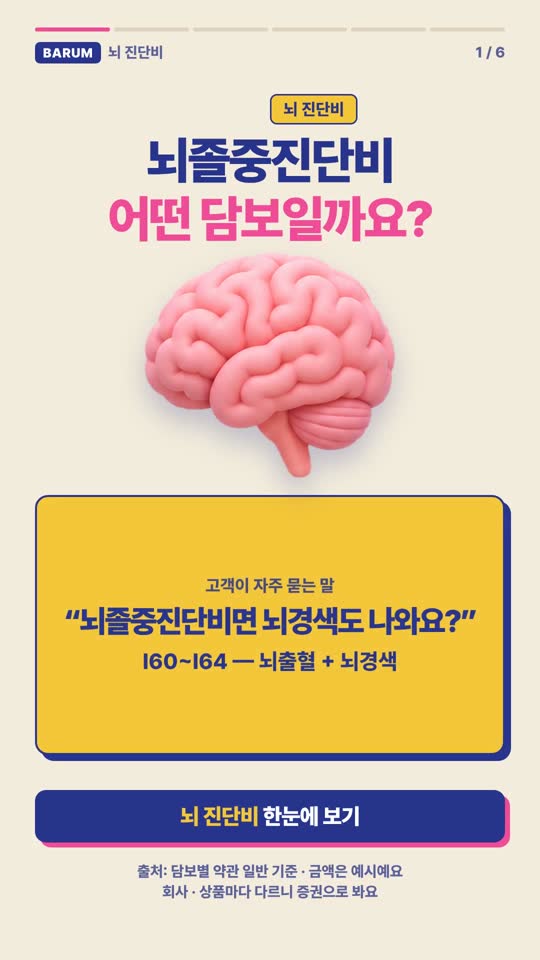 BARUM 뇌 진단비 1 / 6
뇌 진단비
뇌졸중진단비
어떤 담보일까요?
고객이 자주 묻는 말
“뇌졸중진단비면 뇌경색도 나와요?”
I60~I64 — 뇌출혈 + 뇌경색
뇌 진단비 한눈에 보기
출처: 담보별 약관 일반 기준 · 금액은 예시예요
회사 · 상품마다 다르니 증권으로 봐요